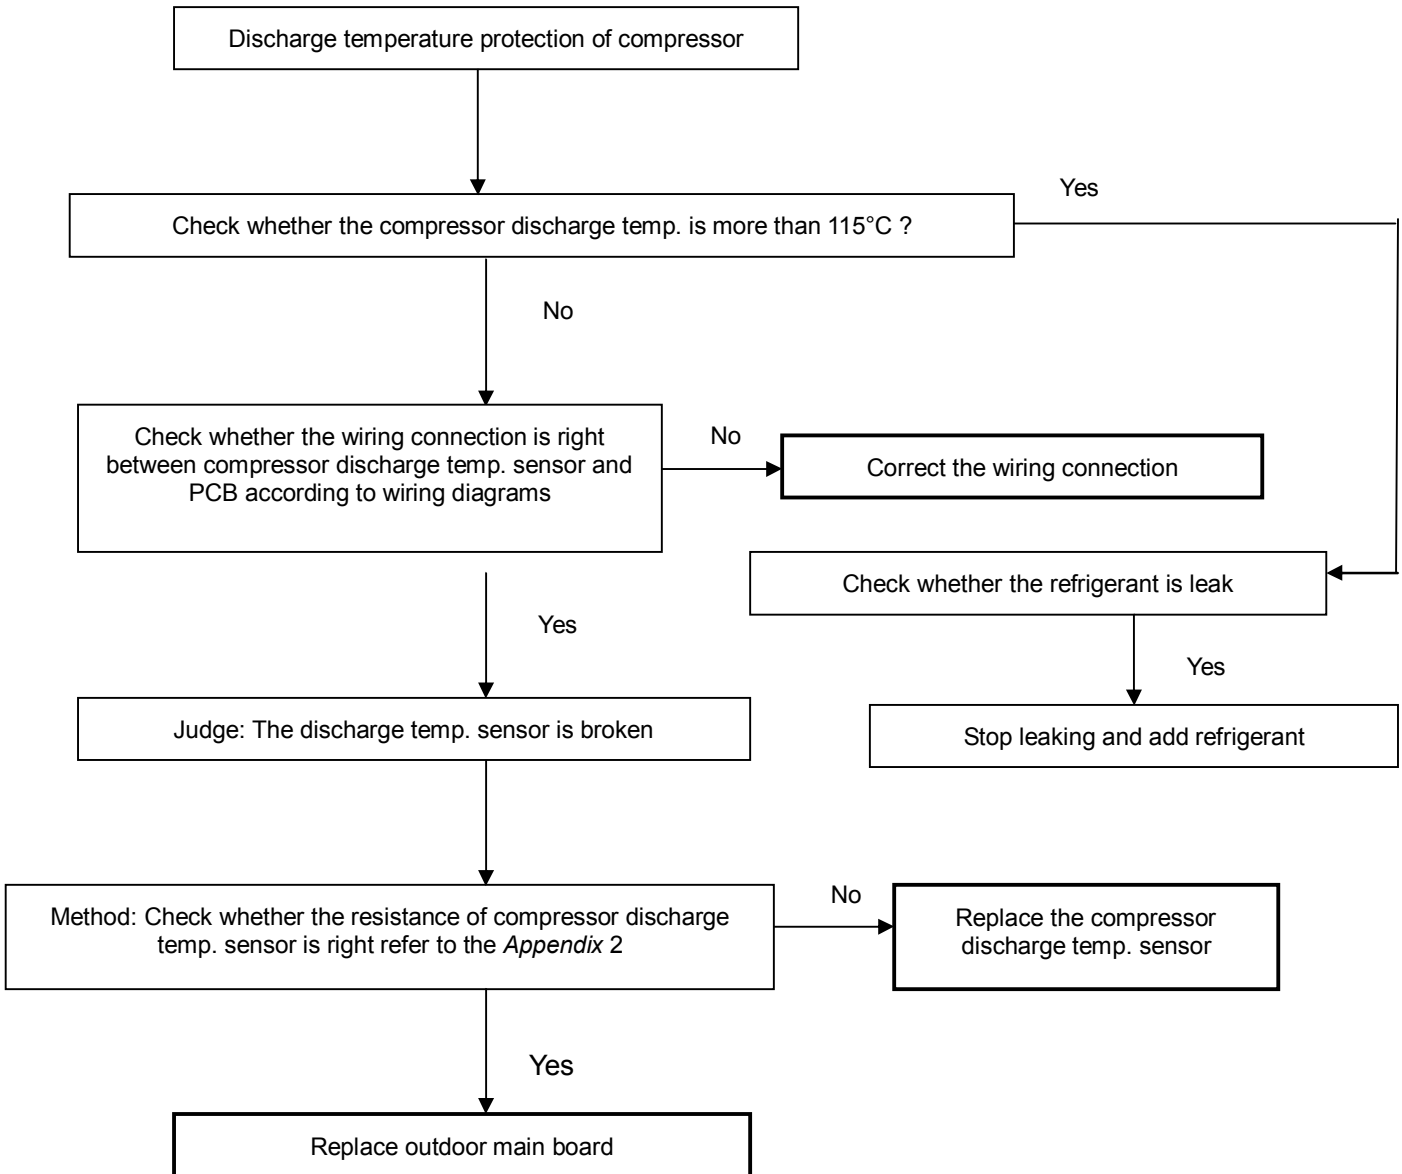 Discharge temperature protection of compressor
Yes
Check whether the compressor discharge temp. is more than 115°C ?
No
Check whether the wiring connection is right
between compressor discharge temp. sensor and
PCB according to wiring diagrams
No
Correct the wiring connection
Check whether the refrigerant is leak
Yes
Yes
Stop leaking and add refrigerant
Judge: The discharge temp. sensor is broken
Method: Check whether the resistance of compressor discharge
temp. sensor is right refer to the Appendix 2
No
Replace the compressor
discharge temp. sensor
Yes
Replace outdoor main board